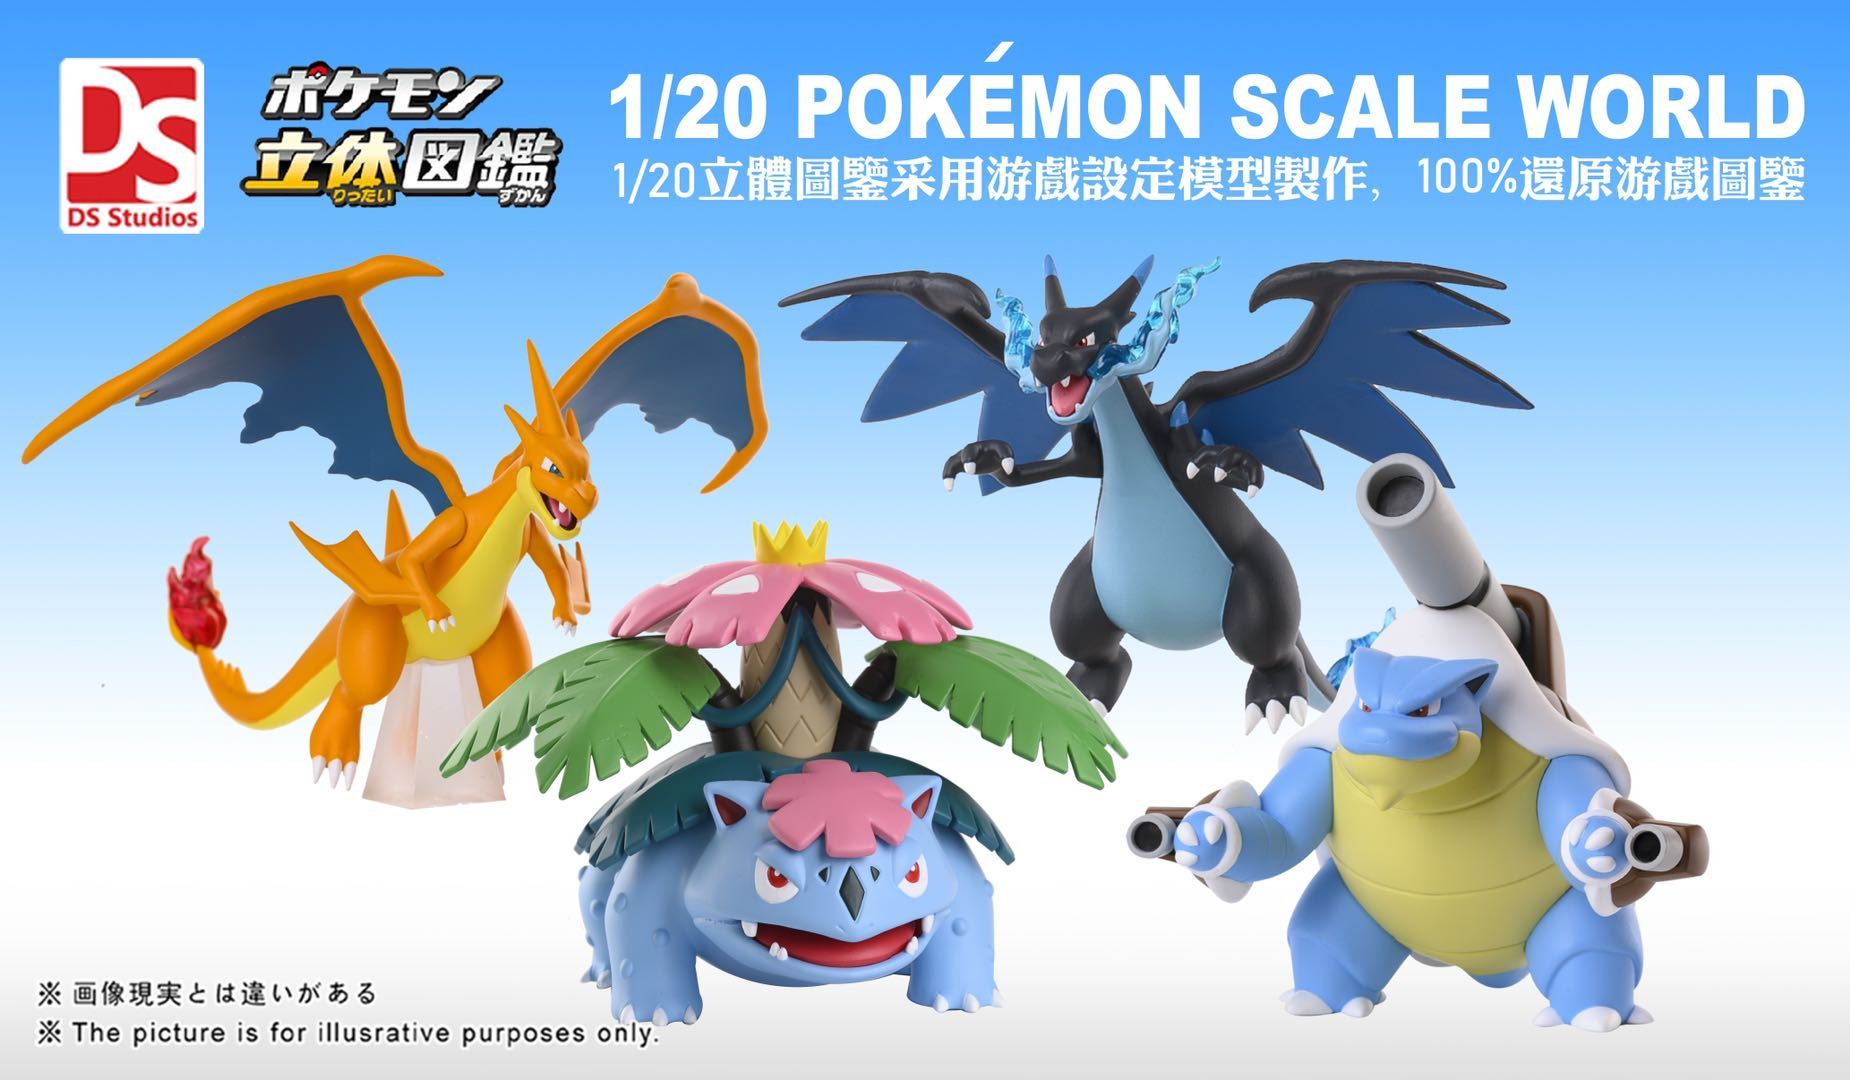 DS
DS Studios
ポケモン
立体図鑑
りったい ずかん
1/20 POKÉMON SCALE WORLD
1/20立體圖鑒采用游戲設定模型製作，100%還原游戲圖鑒
※ 画像現実とは違いがある
※ The picture is for illusrative purposes only.